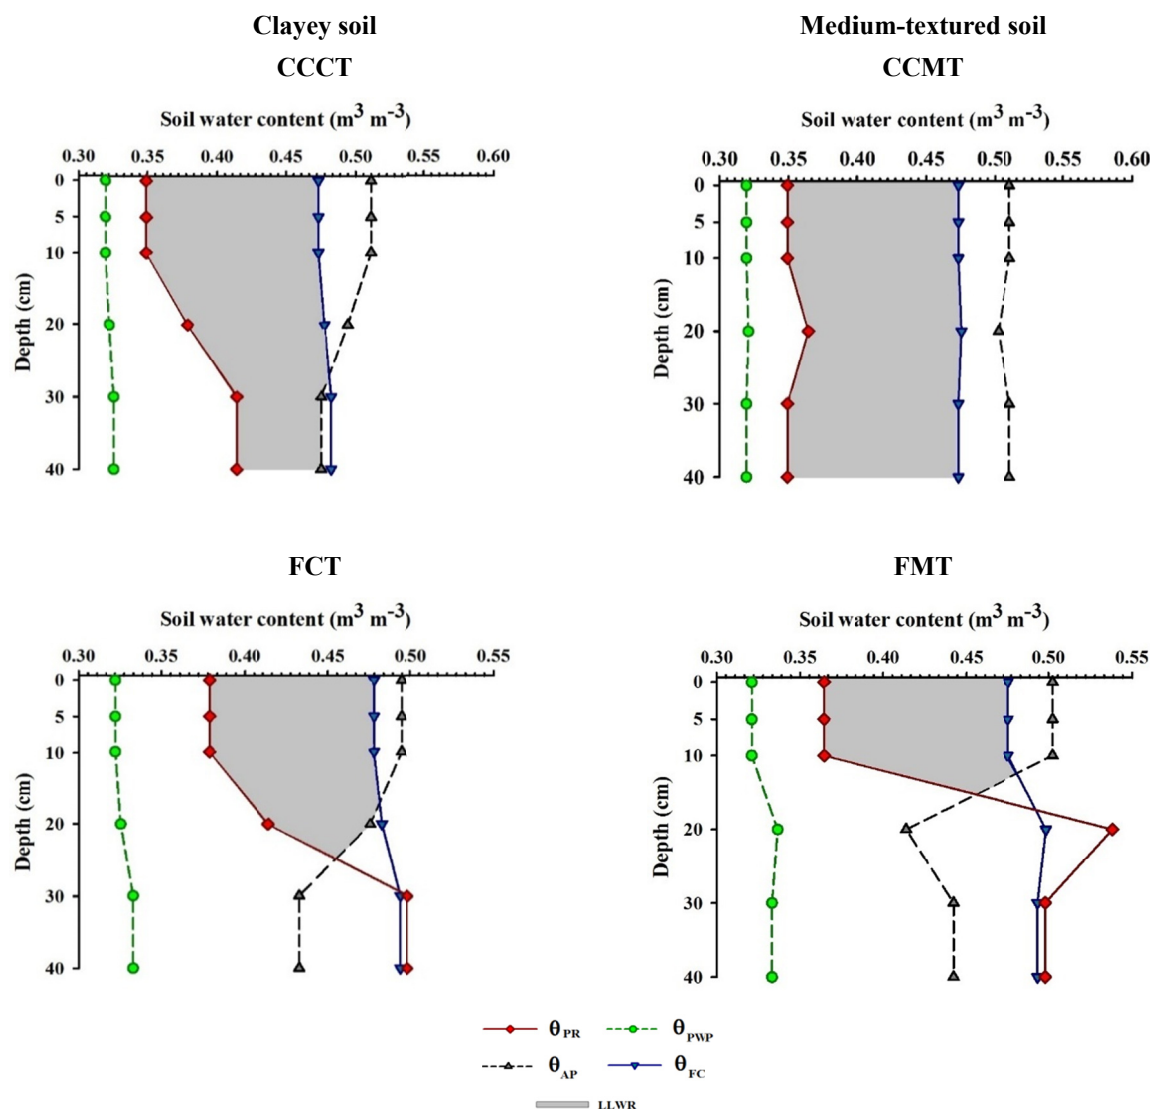 Clayey soil
Medium-textured soil
CCCT
CCMT
Soil water content (m³ m⁻³)
0.30 0.35 0.40 0.45 0.50 0.55 0.60
Depth (cm)
0
5
10
20
30
40
Soil water content (m³ m⁻³)
0.30 0.35 0.40 0.45 0.50 0.55 0.60
Depth (cm)
0
5
10
20
30
40
FCT
FMT
Soil water content (m³ m⁻³)
0.30 0.35 0.40 0.45 0.50 0.55
Depth (cm)
0
5
10
20
30
40
Soil water content (m³ m⁻³)
0.30 0.35 0.40 0.45 0.50 0.55
Depth (cm)
0
5
10
20
30
40
θPR θPWP
θAP θFC
LLWR